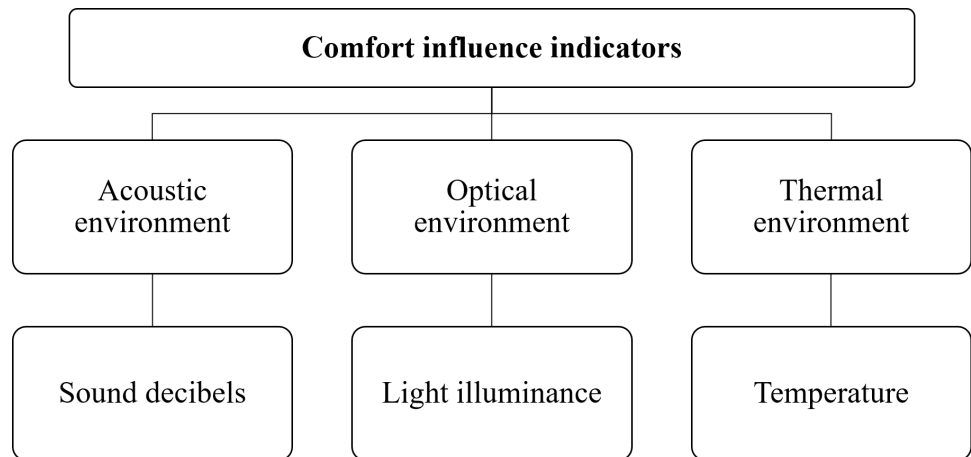 Comfort influence indicators
Acoustic
environment
Optical
environment
Thermal
environment
Sound decibels
Light illuminance
Temperature